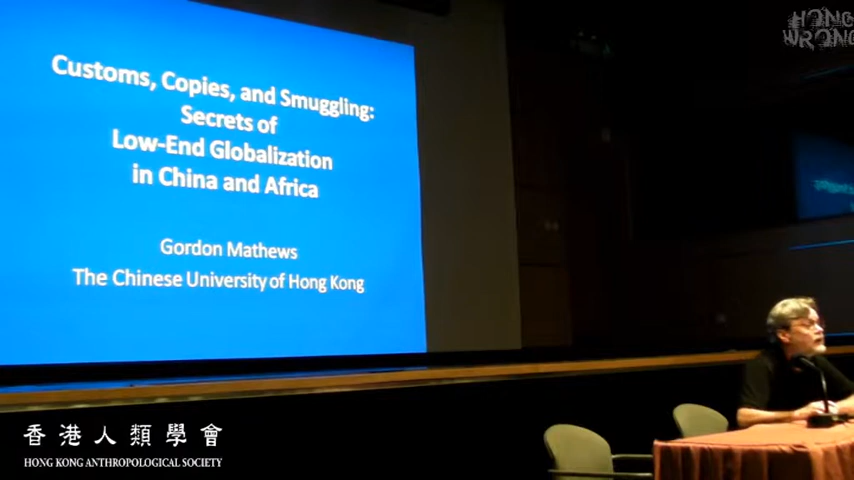 Customs, Copies, and Smuggling:
Secrets of
Low-End Globalization
in China and Africa
Gordon Mathews
The Chinese University of Hong Kong
HONG
WRONG
香港人類學會
HONG KONG ANTHROPOLOGICAL SOCIETY